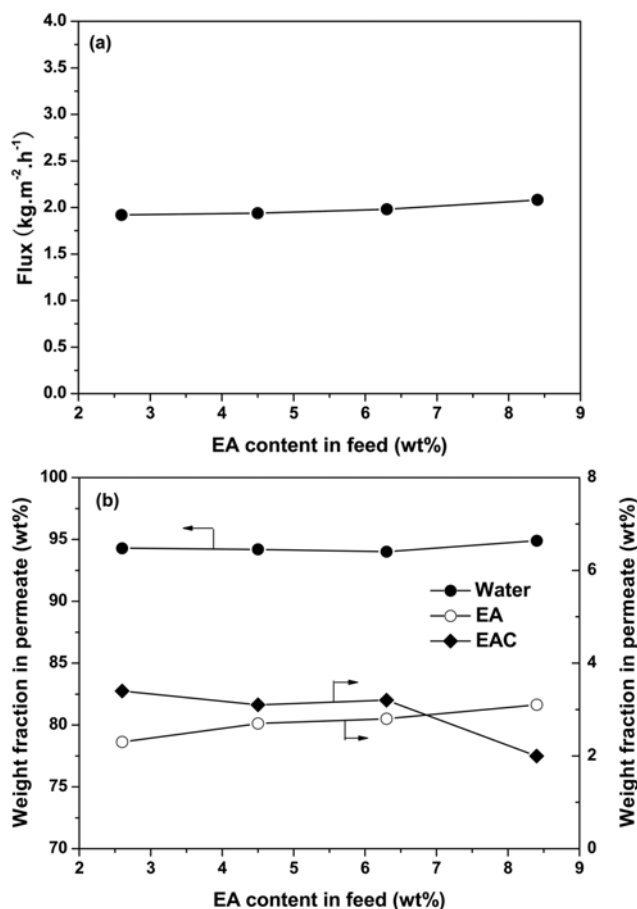 (a)
4.0
3.5
3.0
2.5
2.0
1.5
1.0
0.5
0.0
Flux (kg.m⁻².h⁻¹)
2 3 4 5 6 7 8 9
EA content in feed (wt%)
(b)
100
95
90
85
80
75
70
Weight fraction in permeate (wt%)
Water
EA
EAC
8
6
4
2
0
Weight fraction in permeate (wt%)
2 3 4 5 6 7 8 9
EA content in feed (wt%)